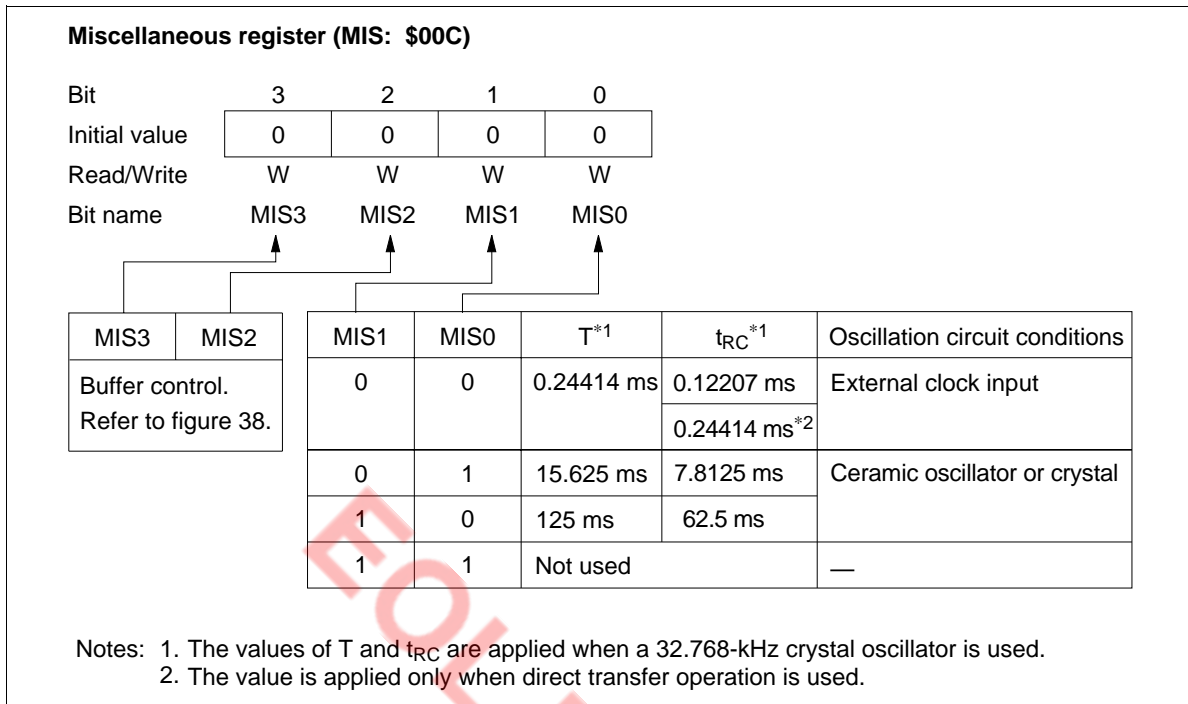 Miscellaneous register (MIS: $00C)
Bit 3 2 1 0
Initial value 0 0 0 0
Read/Write W W W W
Bit name MIS3 MIS2 MIS1 MIS0
MIS3 MIS2
Buffer control.
Refer to figure 38.
MIS1 MIS0 T*1 tRC*1 Oscillation circuit conditions
0 0 0.24414 ms 0.12207 ms External clock input
0.24414 ms*2
0 1 15.625 ms 7.8125 ms Ceramic oscillator or crystal
1 0 125 ms 62.5 ms
1 1 Not used —
Notes: 1. The values of T and tRC are applied when a 32.768-kHz crystal oscillator is used.
2. The value is applied only when direct transfer operation is used.